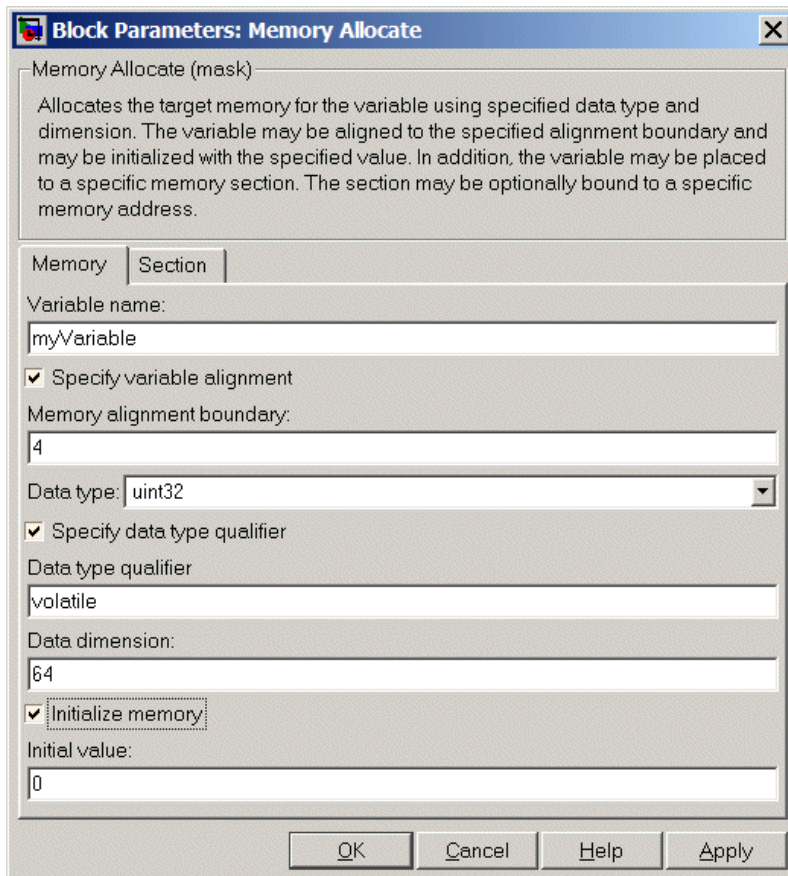 Block Parameters: Memory Allocate
Memory Allocate (mask)
Allocates the target memory for the variable using specified data type and
dimension. The variable may be aligned to the specified alignment boundary and
may be initialized with the specified value. In addition, the variable may be placed
to a specific memory section. The section may be optionally bound to a specific
memory address.
Memory Section
Variable name:
myVariable
Specify variable alignment
Memory alignment boundary:
4
Data type: uint32
Specify data type qualifier
Data type qualifier
volatile
Data dimension:
64
Initialize memory
Initial value:
0
OK Cancel Help Apply